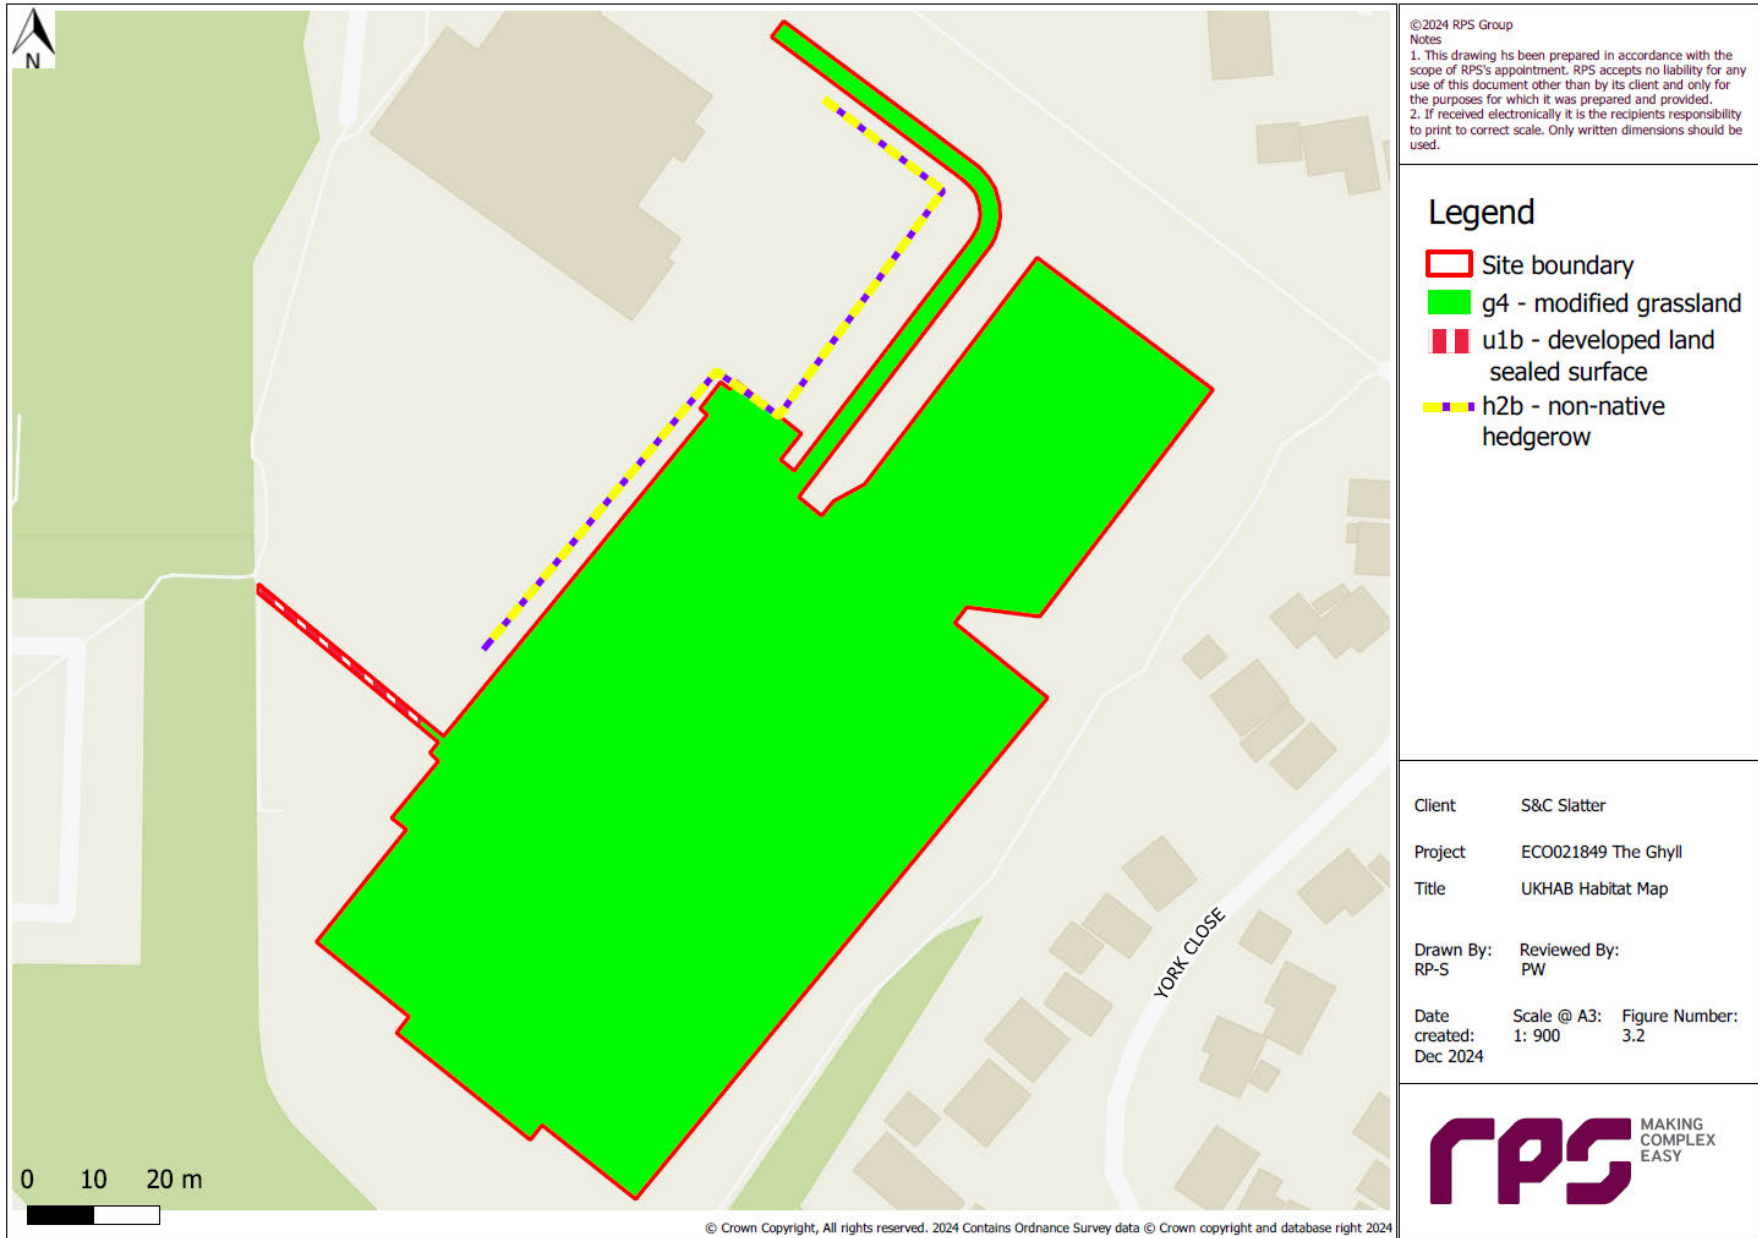 N
©2024 RPS Group
Notes
1. This drawing hs been prepared in accordance with the
scope of RPS's appointment. RPS accepts no liability for any
use of this document other than by its client and only for
the purposes for which it was prepared and provided.
2. If received electronically it is the recipients responsibility
to print to correct scale. Only written dimensions should be
used.
Legend
Site boundary
g4 - modified grassland
u1b - developed land
sealed surface
h2b - non-native
hedgerow
YORK CLOSE
Client S&C Slatter
Project ECO021849 The Ghyll
Title UKHAB Habitat Map
Drawn By: Reviewed By:
RP-S PW
Date Scale @ A3: Figure Number:
created: 1: 900 3.2
Dec 2024
rps
MAKING
COMPLEX
EASY
0 10 20 m
© Crown Copyright, All rights reserved. 2024 Contains Ordnance Survey data © Crown copyright and database right 2024